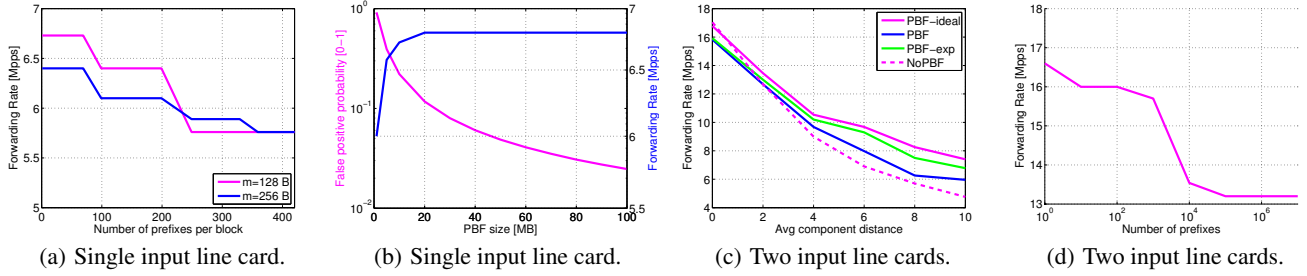 Forwarding Rate [Mpps]
7
6.5
6
5.75
5.5
5
0
100
200
300
400
Number of prefixes per block
m=128 B
m=256 B
(a) Single input line card.
False positive probability [0−1]
10^0
10^−1
10^−2
0
20
40
60
80
100
PBF size [MB]
7
6.5
6
5.5
Forwarding Rate [Mpps]
(b) Single input line card.
Forwarding Rate [Mpps]
18
16
14
12
10
8
6
4
0
2
4
6
8
10
Avg component distance
PBF−ideal
PBF
PBF−exp
NoPBF
(c) Two input line cards.
Forwarding Rate [Mpps]
18
17
16
15
14
13
10^0
10^2
10^4
10^6
Number of prefixes
(d) Two input line cards.